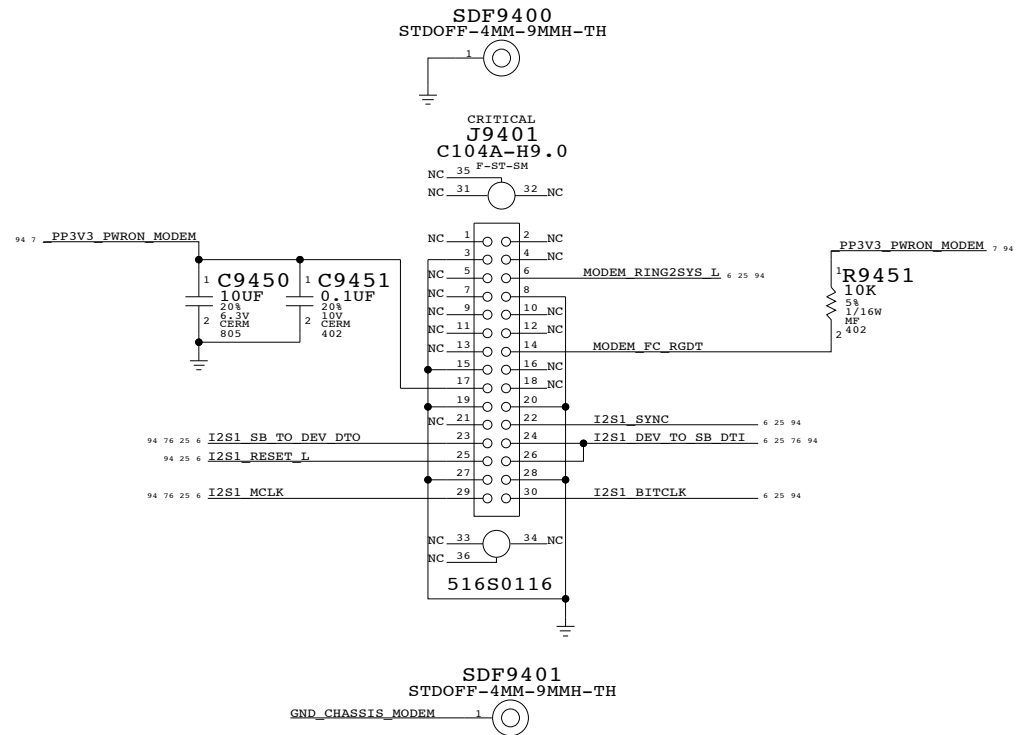 SDF9400
STDOFF-4MM-9MMH-TH
1
CRITICAL
J9401
C104A-H9.0
F-ST-SM
NC 35
NC 31 32 NC
94 7 _PP3V3_PWRON_MODEM
NC 1 2 NC
3 4 NC
PP3V3_PWRON_MODEM 7 94
NC 5 6 MODEM_RING2SYS_L 6 25 94
1 C9450 1 C9451
1 R9451
10UF 0.1UF
10K
NC 7 8
20% 20%
5%
6.3V 10V
1/16W
NC 9 10 NC
2 CERM 2 CERM
MF
805 402
2 402
NC 11 12 NC
NC 13 14 MODEM_FC_RGDT
15 16 NC
17 18 NC
19 20
NC 21 22 I2S1_SYNC 6 25 94
94 76 25 6 I2S1_SB_TO_DEV_DTO 23 24 I2S1_DEV_TO_SB_DTI 6 25 76 94
94 25 6 I2S1_RESET_L 25 26
27 28
94 76 25 6 I2S1_MCLK 29 30 I2S1_BITCLK 6 25 94
NC 33 34 NC
NC 36
516S0116
SDF9401
STDOFF-4MM-9MMH-TH
GND_CHASSIS_MODEM 1